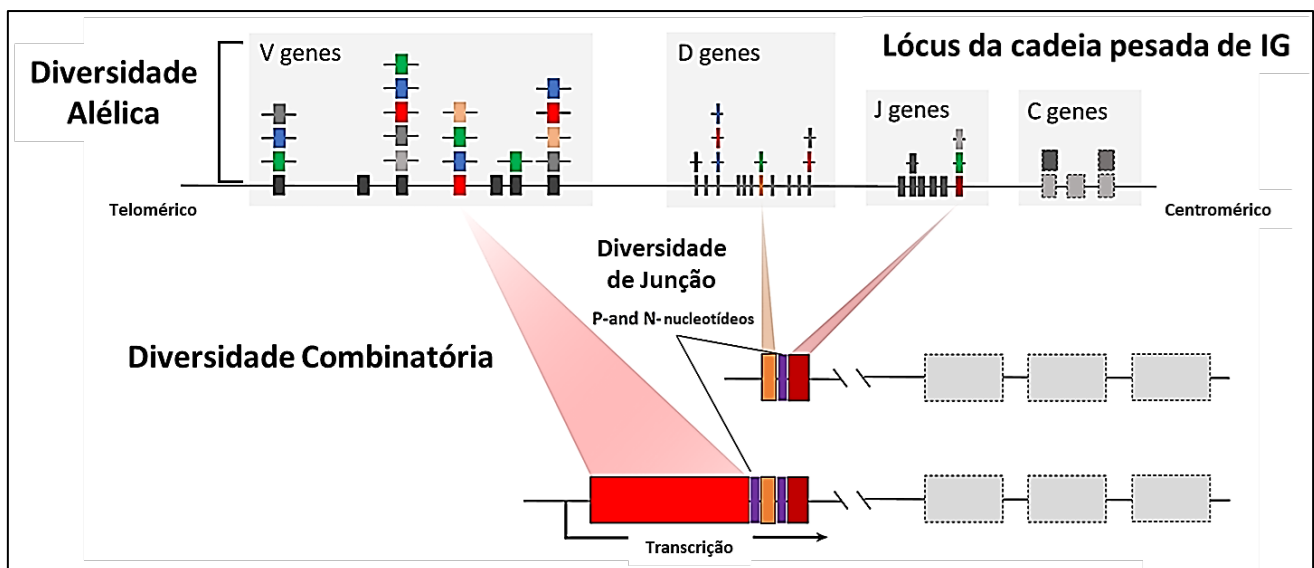 Diversidade
Alélica
V genes
D genes
Lócus da cadeia pesada de IG
J genes
C genes
Telomérico
Centromérico
Diversidade
de Junção
P-and N-nucleotídeos
Diversidade Combinatória
Transcrição